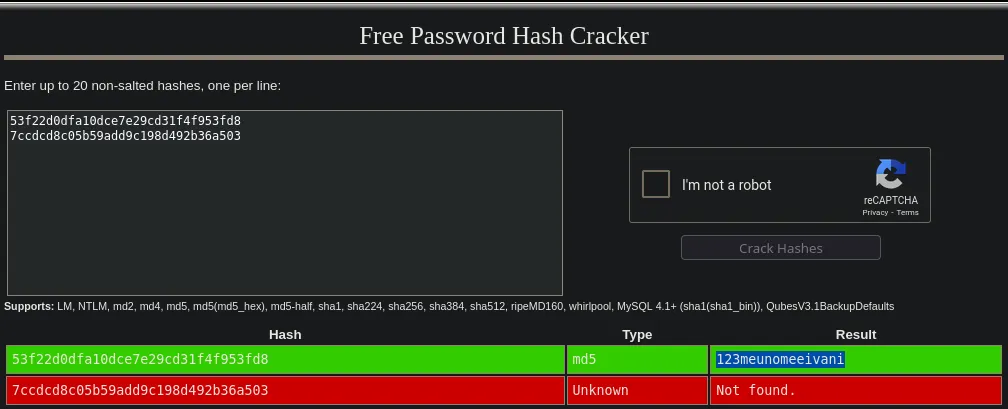 Free Password Hash Cracker
Enter up to 20 non-salted hashes, one per line:
53f22d0dfa10dce7e29cd31f4f953fd8
7ccdcd8c05b59add9c198d492b36a503
I'm not a robot
reCAPTCHA
Privacy - Terms
Crack Hashes
Supports: LM, NTLM, md2, md4, md5, md5(md5_hex), md5-half, sha1, sha224, sha256, sha384, sha512, ripeMD160, whirlpool, MySQL 4.1+ (sha1(sha1_bin)), QubesV3.1BackupDefaults
Hash Type Result
53f22d0dfa10dce7e29cd31f4f953fd8 md5 123meunomeeivani
7ccdcd8c05b59add9c198d492b36a503 Unknown Not found.